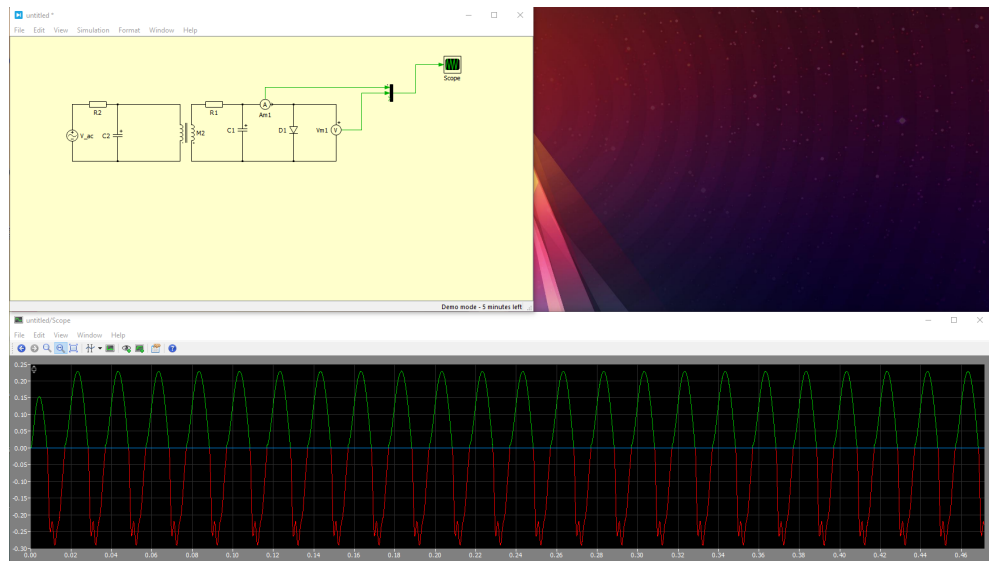 untitled *
File Edit View Simulation Format Window Help
Scope
R2
R1
Am1
A
V_ac
C2
M2
C1
D1
Vm1
V
Demo mode - 5 minutes left
untitled/Scope
File Edit View Window Help
0.25
0.20
0.15
0.10
0.05
0.00
-0.05
-0.10
-0.15
-0.20
-0.25
-0.30
0.00 0.02 0.04 0.06 0.08 0.10 0.12 0.14 0.16 0.18 0.20 0.22 0.24 0.26 0.28 0.30 0.32 0.34 0.36 0.38 0.40 0.42 0.44 0.46